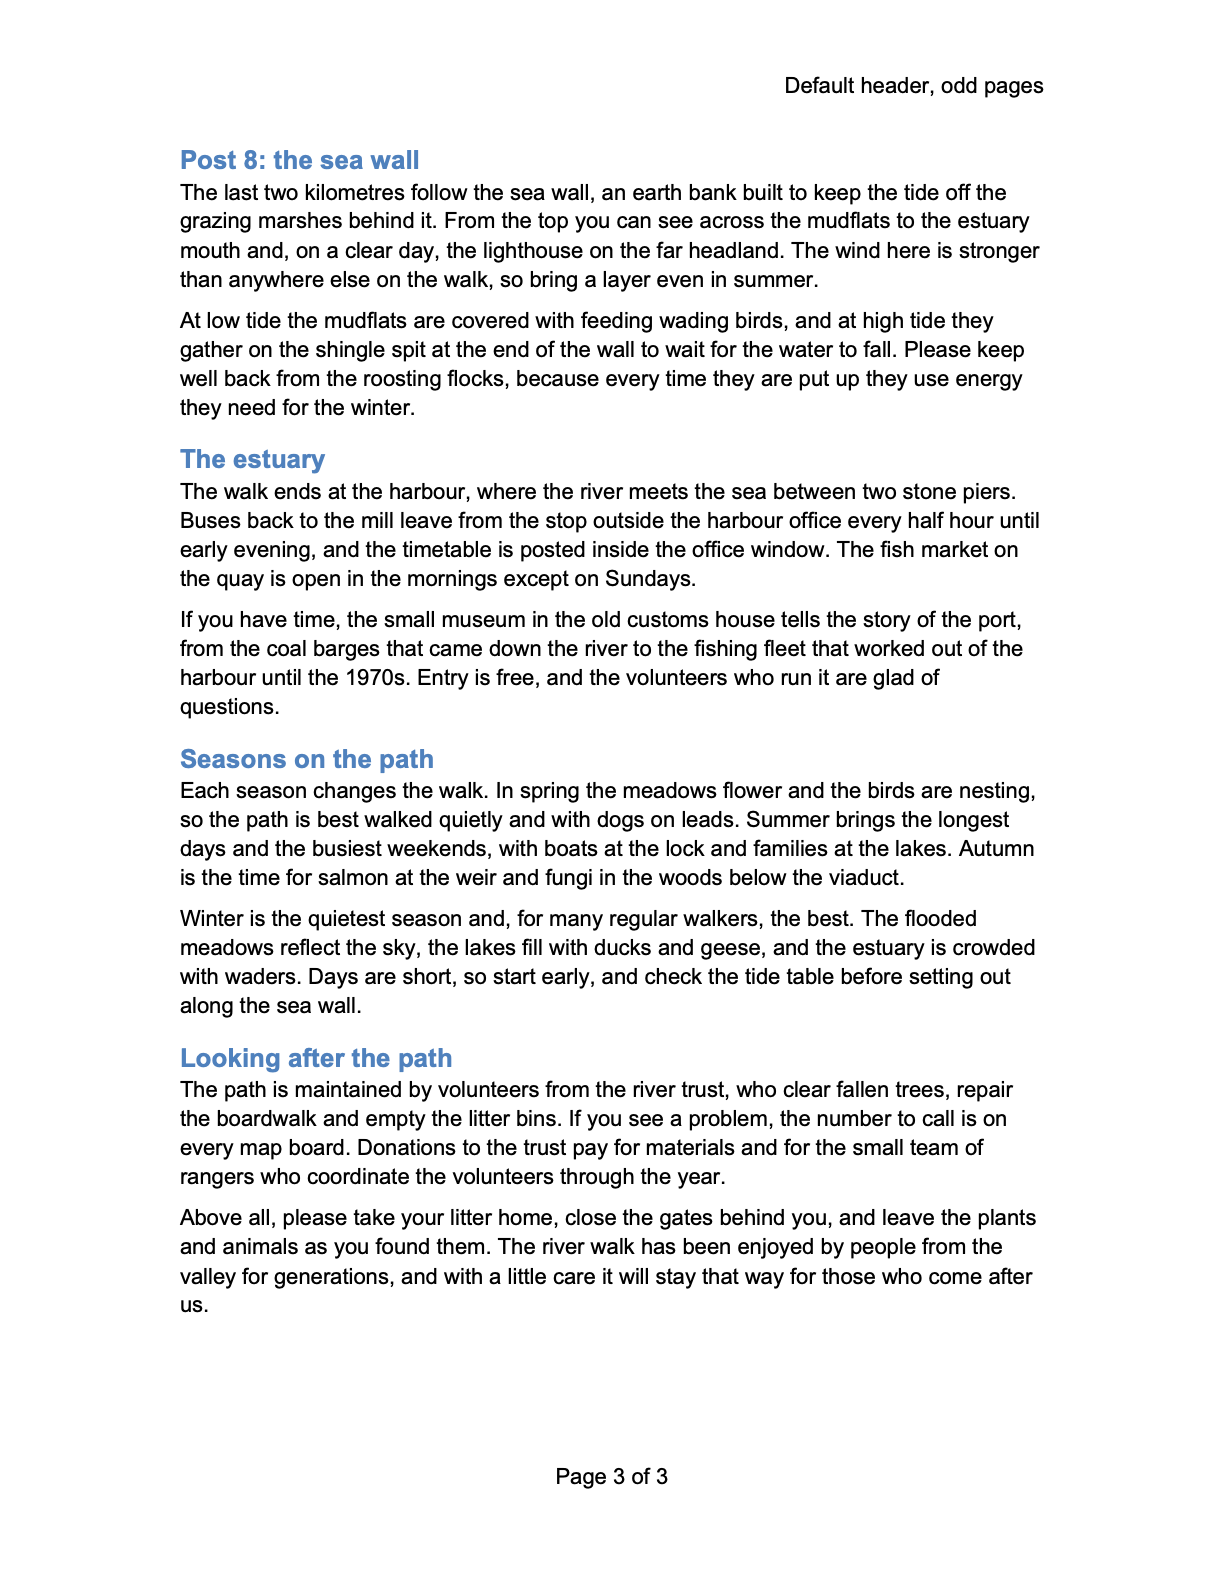 Default header, odd pages
Post 8: the sea wall
The last two kilometres follow the sea wall, an earth bank built to keep the tide off the
grazing marshes behind it. From the top you can see across the mudflats to the estuary
mouth and, on a clear day, the lighthouse on the far headland. The wind here is stronger
than anywhere else on the walk, so bring a layer even in summer.
At low tide the mudflats are covered with feeding wading birds, and at high tide they
gather on the shingle spit at the end of the wall to wait for the water to fall. Please keep
well back from the roosting flocks, because every time they are put up they use energy
they need for the winter.
The estuary
The walk ends at the harbour, where the river meets the sea between two stone piers.
Buses back to the mill leave from the stop outside the harbour office every half hour until
early evening, and the timetable is posted inside the office window. The fish market on
the quay is open in the mornings except on Sundays.
If you have time, the small museum in the old customs house tells the story of the port,
from the coal barges that came down the river to the fishing fleet that worked out of the
harbour until the 1970s. Entry is free, and the volunteers who run it are glad of
questions.
Seasons on the path
Each season changes the walk. In spring the meadows flower and the birds are nesting,
so the path is best walked quietly and with dogs on leads. Summer brings the longest
days and the busiest weekends, with boats at the lock and families at the lakes. Autumn
is the time for salmon at the weir and fungi in the woods below the viaduct.
Winter is the quietest season and, for many regular walkers, the best. The flooded
meadows reflect the sky, the lakes fill with ducks and geese, and the estuary is crowded
with waders. Days are short, so start early, and check the tide table before setting out
along the sea wall.
Looking after the path
The path is maintained by volunteers from the river trust, who clear fallen trees, repair
the boardwalk and empty the litter bins. If you see a problem, the number to call is on
every map board. Donations to the trust pay for materials and for the small team of
rangers who coordinate the volunteers through the year.
Above all, please take your litter home, close the gates behind you, and leave the plants
and animals as you found them. The river walk has been enjoyed by people from the
valley for generations, and with a little care it will stay that way for those who come after
us.
Page 3 of 3